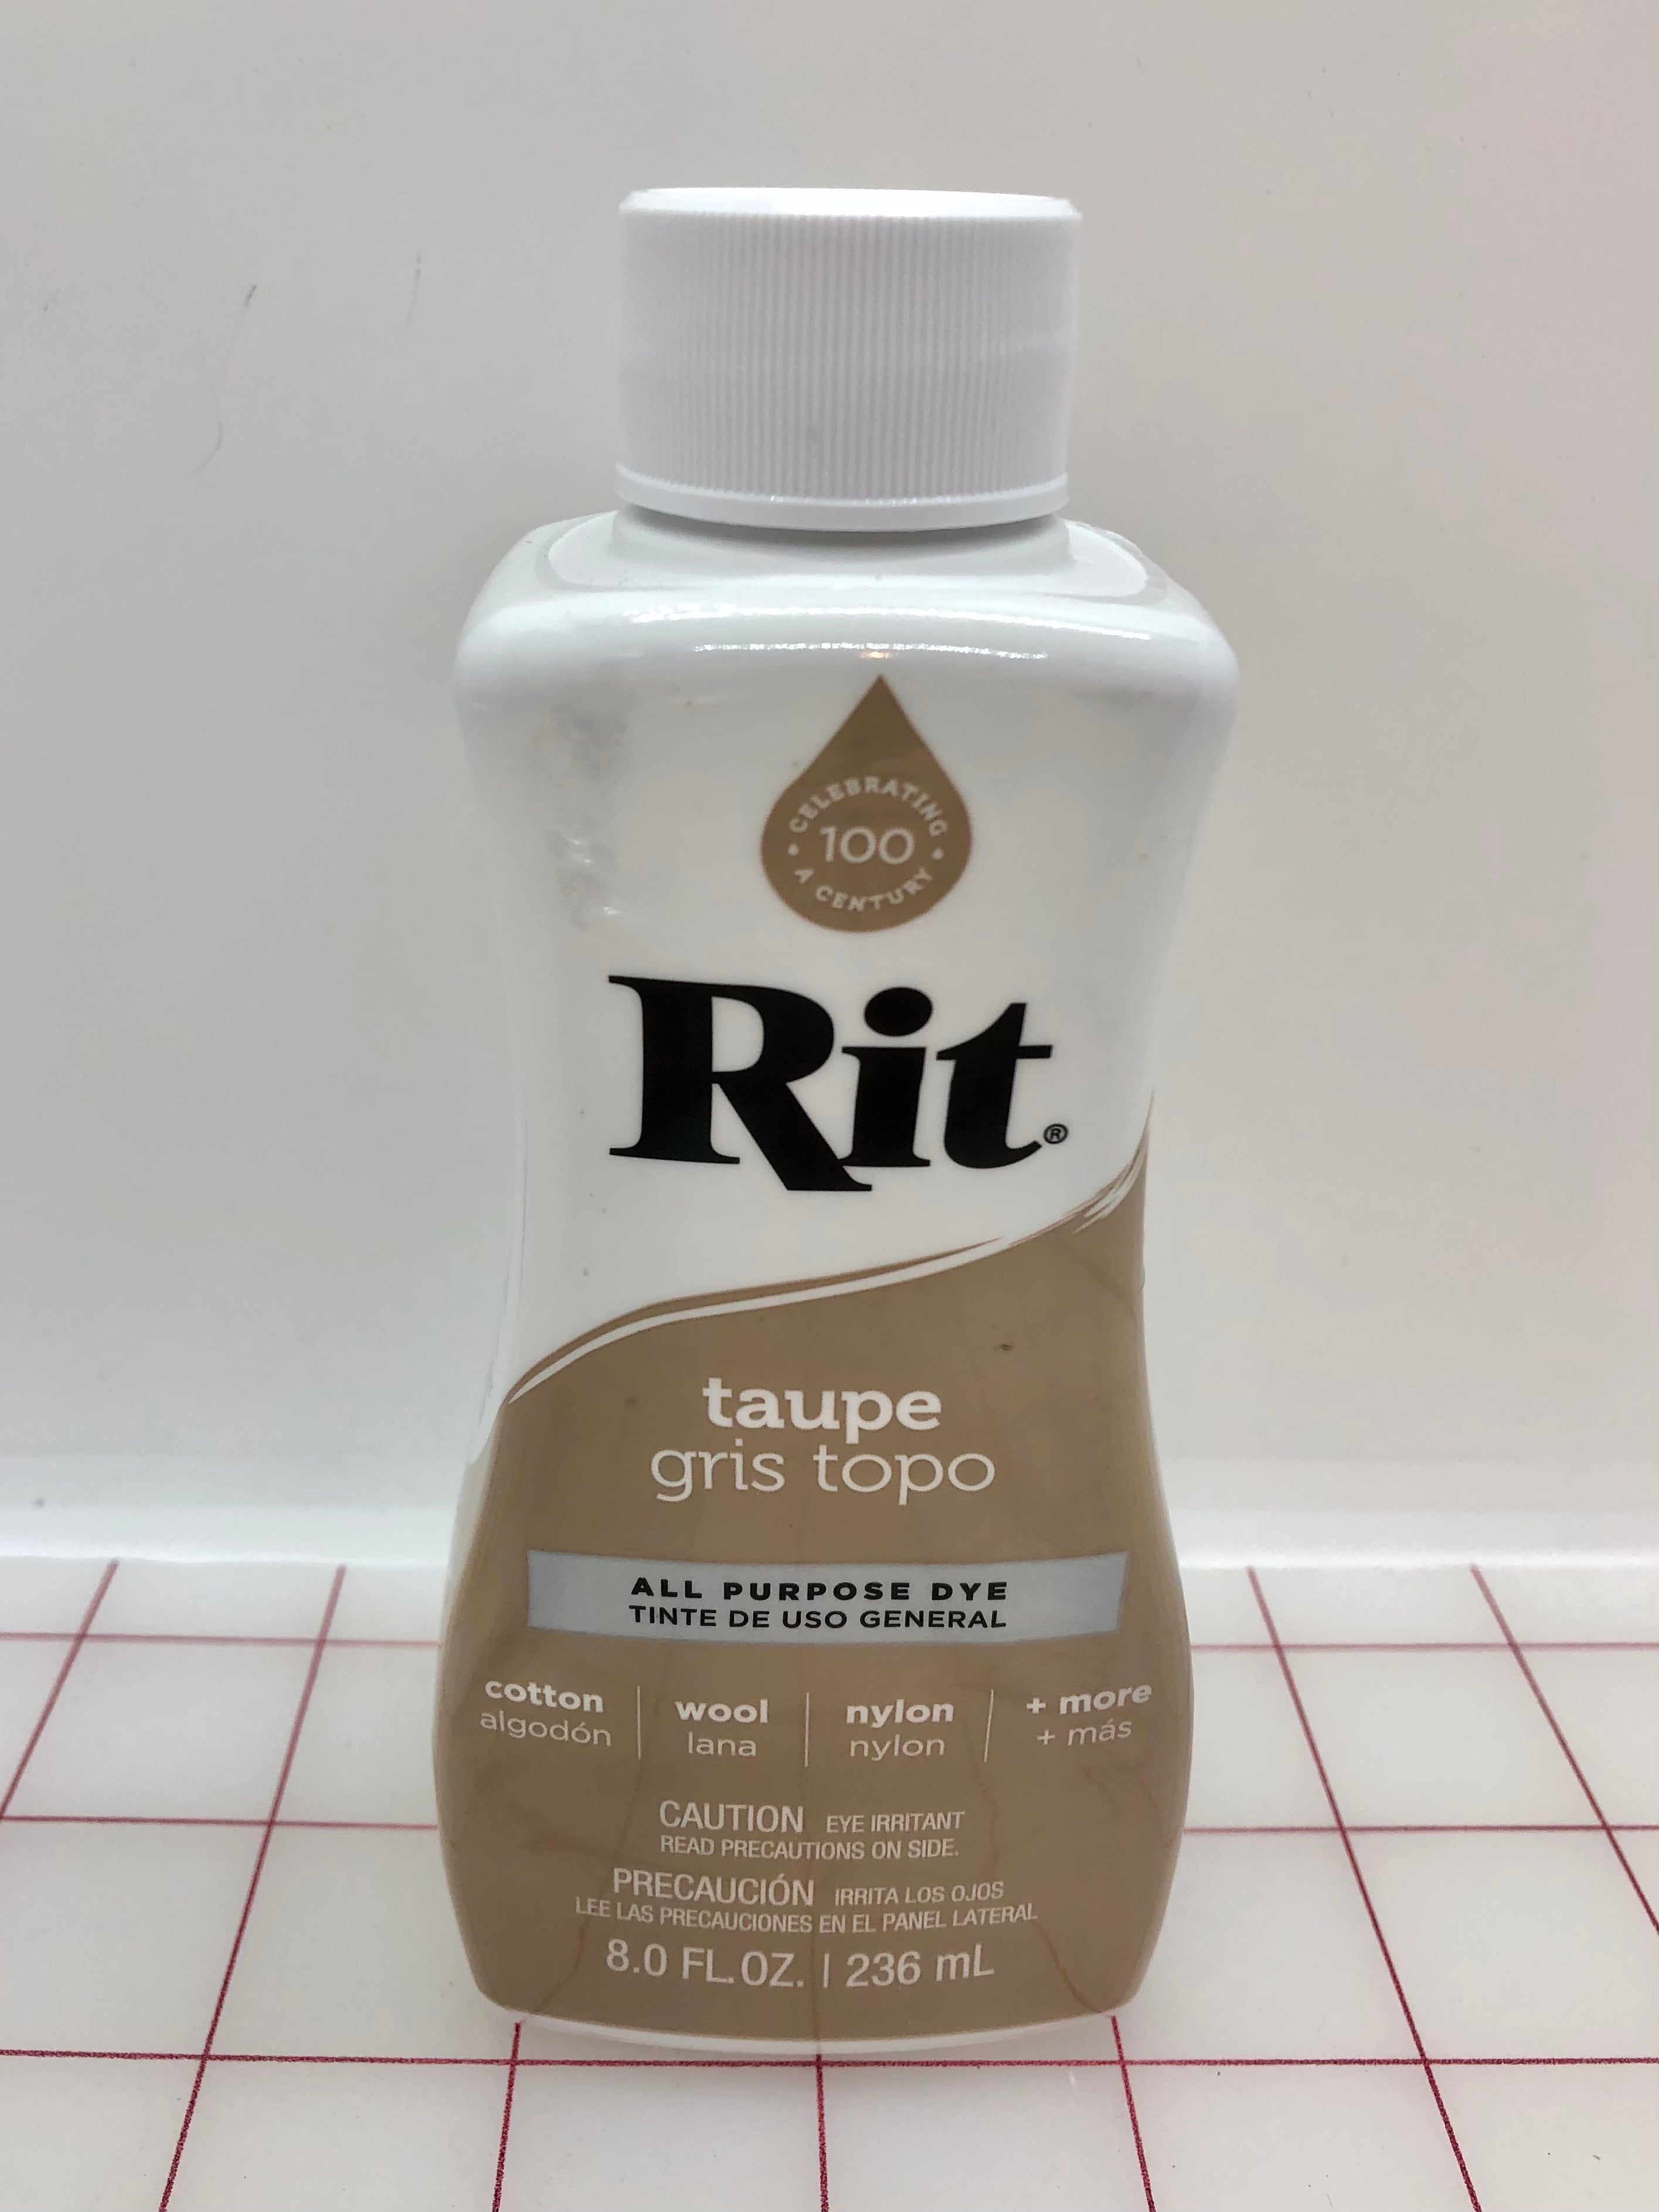 CELEBRATING
100
A CENTURY
Rit®
taupe
gris topo
ALL PURPOSE DYE
TINTE DE USO GENERAL
cotton | wool | nylon | + more
algodón | lana | nylon | + más
CAUTION EYE IRRITANT
READ PRECAUTIONS ON SIDE.
PRECAUCIÓN IRRITA LOS OJOS
LEE LAS PRECAUCIONES EN EL PANEL LATERAL
8.0 FL.OZ. | 236 mL